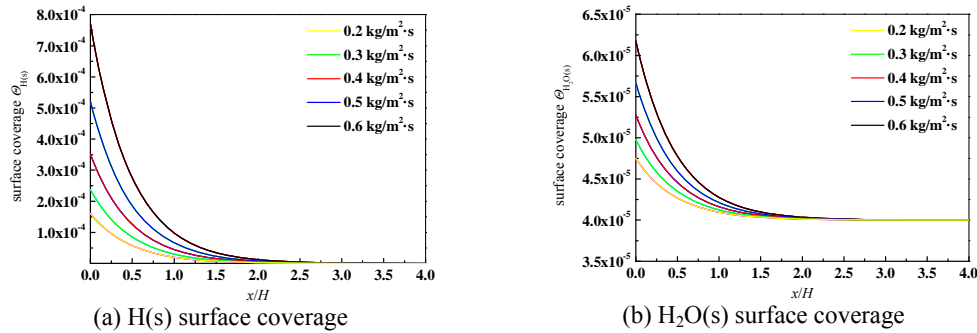 8.0x10⁻⁴
7.0x10⁻⁴
6.0x10⁻⁴
5.0x10⁻⁴
4.0x10⁻⁴
3.0x10⁻⁴
2.0x10⁻⁴
1.0x10⁻⁴
surface coverage Θ_H(s)
0.2 kg/m²·s
0.3 kg/m²·s
0.4 kg/m²·s
0.5 kg/m²·s
0.6 kg/m²·s
0.0 0.5 1.0 1.5 2.0 2.5 3.0 3.5 4.0
x/H
(a) H(s) surface coverage
6.5x10⁻⁵
6.0x10⁻⁵
5.5x10⁻⁵
5.0x10⁻⁵
4.5x10⁻⁵
4.0x10⁻⁵
3.5x10⁻⁵
surface coverage Θ_H₂O(s)
0.2 kg/m²·s
0.3 kg/m²·s
0.4 kg/m²·s
0.5 kg/m²·s
0.6 kg/m²·s
0.0 0.5 1.0 1.5 2.0 2.5 3.0 3.5 4.0
x/H
(b) H₂O(s) surface coverage